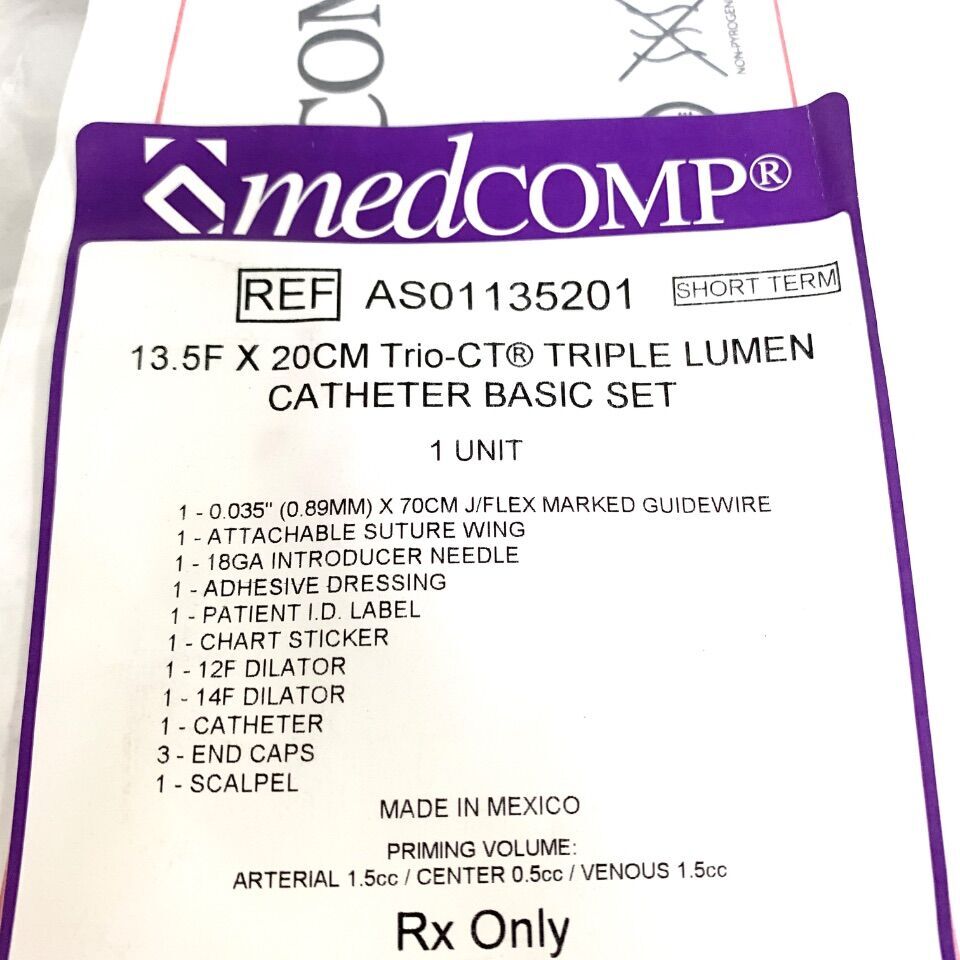 COM
NON-PYROGEN
medCOMP®
REF AS01135201 SHORT TERM
13.5F X 20CM Trio-CT® TRIPLE LUMEN
CATHETER BASIC SET
1 UNIT
1 - 0.035" (0.89MM) X 70CM J/FLEX MARKED GUIDEWIRE
1 - ATTACHABLE SUTURE WING
1 - 18GA INTRODUCER NEEDLE
1 - ADHESIVE DRESSING
1 - PATIENT I.D. LABEL
1 - CHART STICKER
1 - 12F DILATOR
1 - 14F DILATOR
1 - CATHETER
3 - END CAPS
1 - SCALPEL
MADE IN MEXICO
PRIMING VOLUME:
ARTERIAL 1.5cc / CENTER 0.5cc / VENOUS 1.5cc
Rx Only